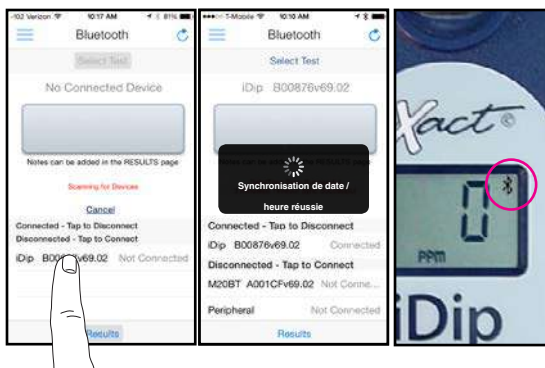 -102 Verizon 10:17 AM 81%
Bluetooth
Select Test
No Connected Device
Notes can be added in the RESULTS page
Scanning for Devices
Cancel
Connected - Tap to Disconnect
Disconnected - Tap to Connect
iDip v69.02 Not Connected
Results
T-Mobile 10:10 AM
Bluetooth
Select Test
iDip B00876v69.02
Synchronisation de date /
heure réussie
Connected - Tap to Disconnect
iDip B00876v69.02 Connected
Disconnected - Tap to Connect
M20BT A001CFv69.02 Not Conne...
Peripheral Not Connected
Results
Xact®
0
PPM
iDip